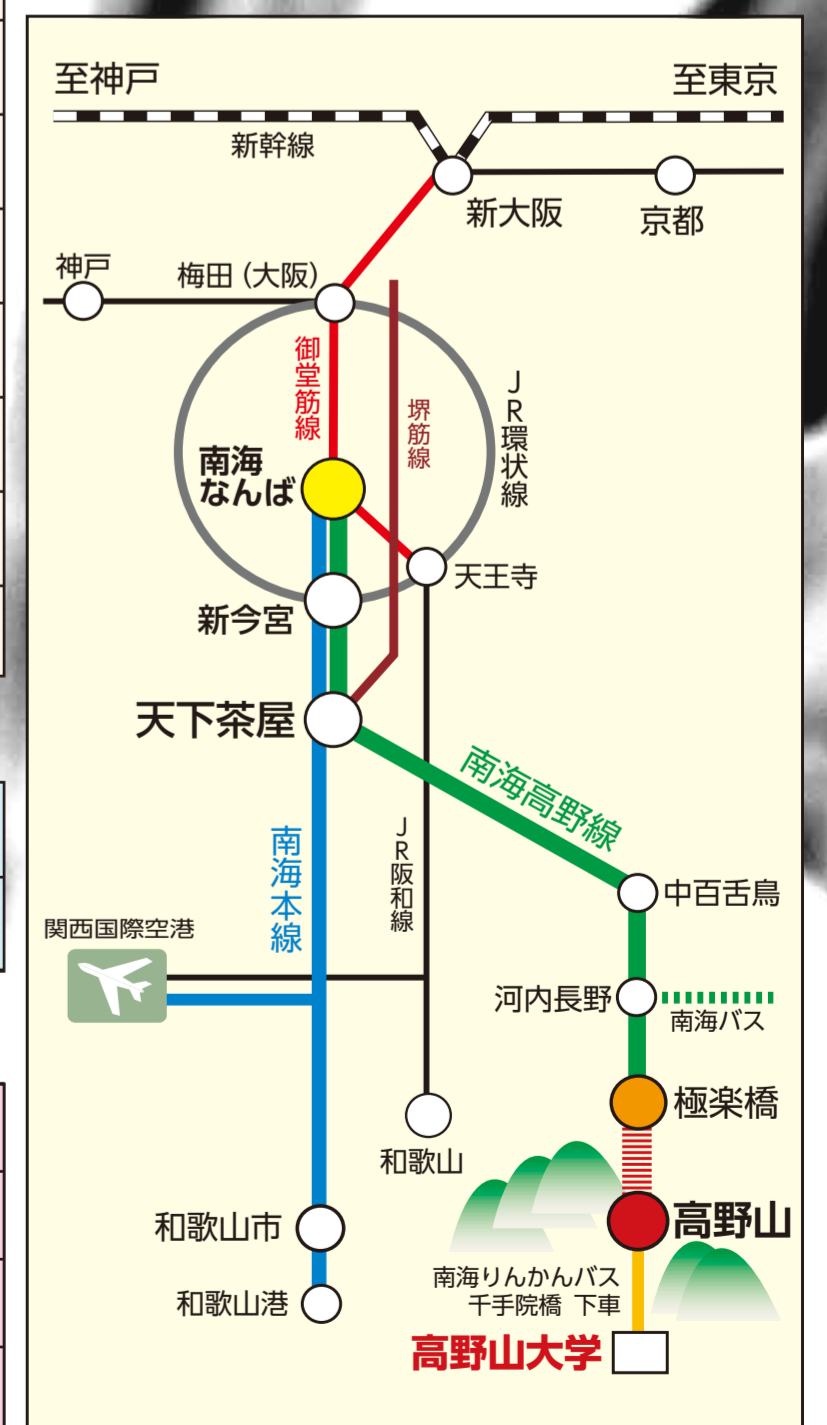 至神戸
至東京
新幹線
新大阪
京都
神戸
梅田（大阪）
御堂筋線
堺筋線
JR環状線
南海
なんば
天王寺
新今宮
天下茶屋
南海高野線
南海本線
JR阪和線
中百舌鳥
関西国際空港
河内長野
南海バス
極楽橋
和歌山
高野山
和歌山市
南海りんかんバス
千手院橋 下車
和歌山港
高野山大学